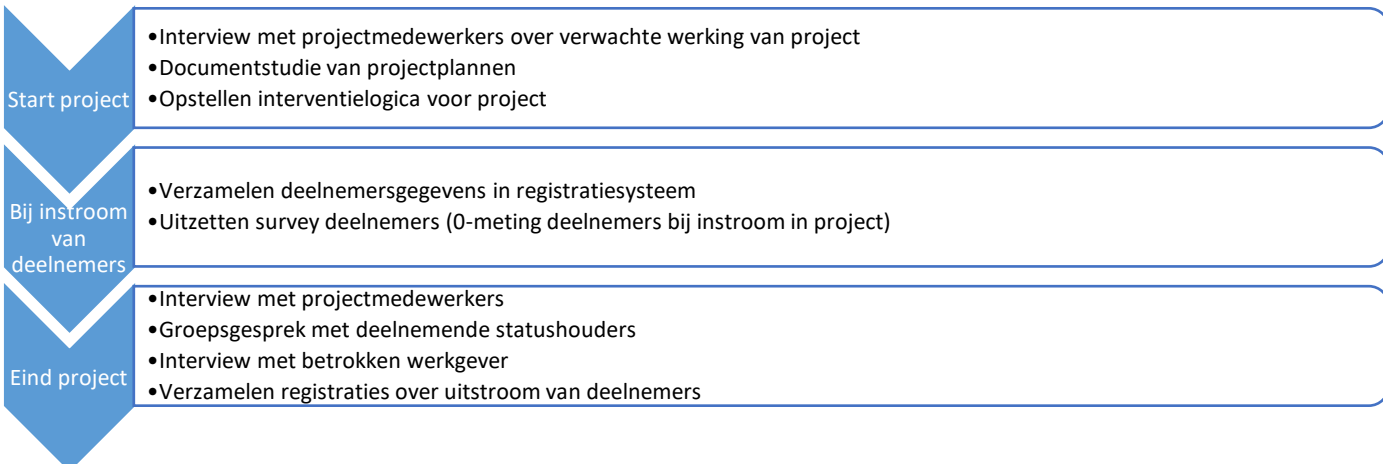 Start project
•Interview met projectmedewerkers over verwachte werking van project
•Documentstudie van projectplannen
•Opstellen interventielogica voor project
Bij instroom
van
deelnemers
•Verzamelen deelnemersgegevens in registratiesysteem
•Uitzetten survey deelnemers (0-meting deelnemers bij instroom in project)
Eind project
•Interview met projectmedewerkers
•Groepsgesprek met deelnemende statushouders
•Interview met betrokken werkgever
•Verzamelen registraties over uitstroom van deelnemers